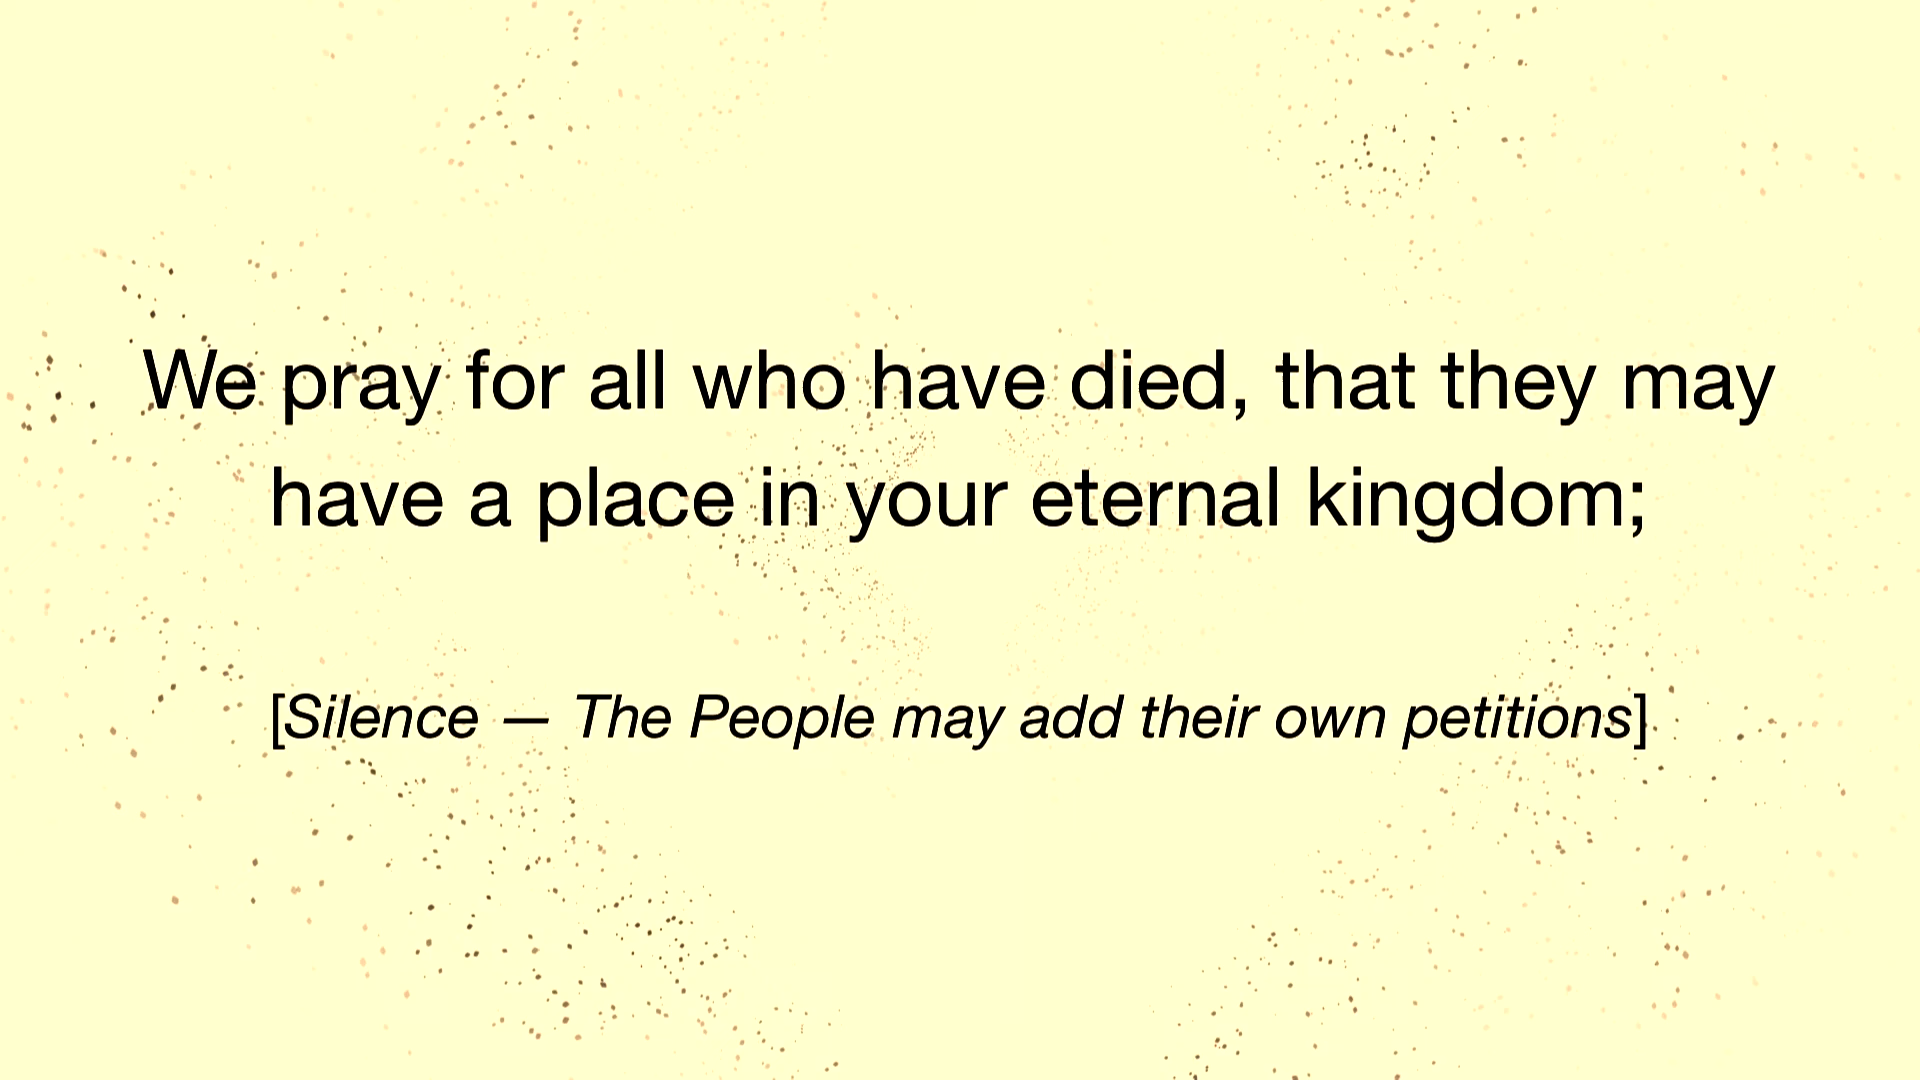 We pray for all who have died, that they may
have a place in your eternal kingdom;
[Silence — The People may add their own petitions]